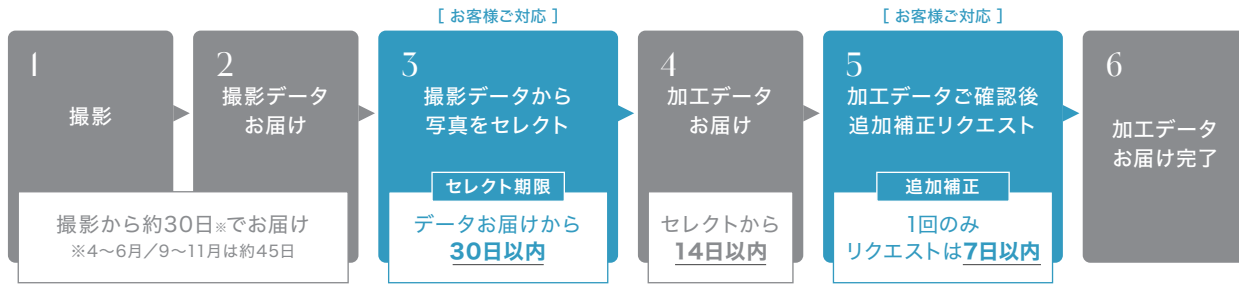 1
撮影
2
撮影データ
お届け
撮影から約30日※でお届け
※4〜6月／9〜11月は約45日
[ お客様ご対応 ]
3
撮影データから
写真をセレクト
セレクト期限
データお届けから
30日以内
4
加工データ
お届け
セレクトから
14日以内
[ お客様ご対応 ]
5
加工データご確認後
追加補正リクエスト
追加補正
1回のみ
リクエストは7日以内
6
加工データ
お届け完了